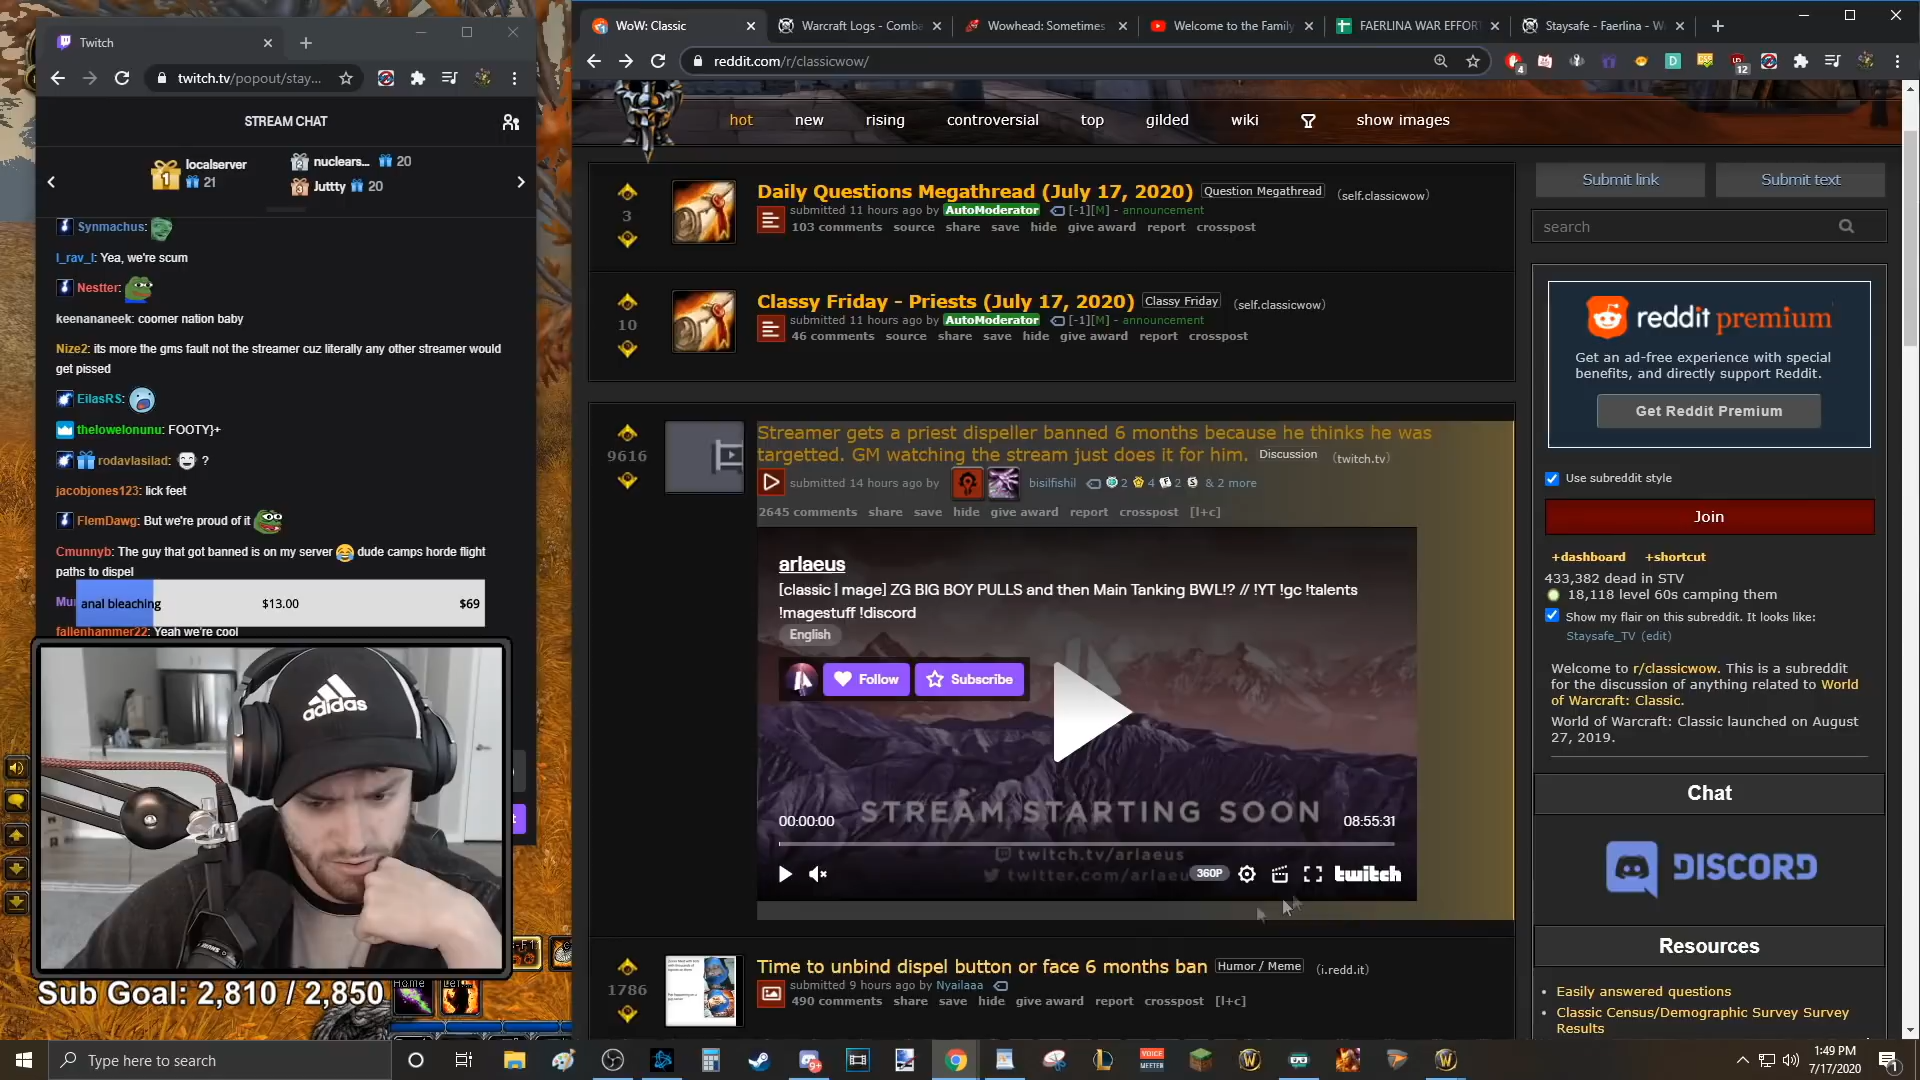 Twitch
twitch.tv/popout/stay...
STREAM CHAT
localserver
21
nuclears... 20
Juttty 20
Synmachus:
l_rav_l: Yea, we're scum
Nestter:
keenananeek: coomer nation baby
Nize2: its more the gms fault not the streamer cuz literally any other streamer would
get pissed
EilasRS:
thelowelonunu: FOOTY}+
rodavlasilad: ?
jacobjones123: lick feet
FlemDawg: But we're proud of it
Cmunnyb: The guy that got banned is on my server dude camps horde flight
paths to dispel
anal bleaching $13.00 $69
fallenhammer22: Yeah we're cool
adidas
Sub Goal: 2,810 / 2,850
WoW: Classic
Warcraft Logs - Comba
Wowhead: Sometimes
Welcome to the Family
FAERLINA WAR EFFOR
Staysafe - Faerlina - W
reddit.com/r/classicwow/
4
12
hot new rising controversial top gilded wiki show images
3
Daily Questions Megathread (July 17, 2020) Question Megathread (self.classicwow)
submitted 11 hours ago by AutoModerator [-1][M] - announcement
103 comments source share save hide give award report crosspost
10
Classy Friday - Priests (July 17, 2020) Classy Friday (self.classicwow)
submitted 11 hours ago by AutoModerator [-1][M] - announcement
46 comments source share save hide give award report crosspost
9616
Streamer gets a priest dispeller banned 6 months because he thinks he was
targetted. GM watching the stream just does it for him. Discussion (twitch.tv)
submitted 14 hours ago by bisilfishil 2 4 2 & 2 more
2645 comments share save hide give award report crosspost [l+c]
arlaeus
[classic | mage] ZG BIG BOY PULLS and then Main Tanking BWL!? // !YT !gc !talents
!magestuff !discord
English
Follow Subscribe
STREAM STARTING SOON
00:00:00 08:55:31
twitch.tv/arlaeus
twitter.com/arlaeu
360P
twitch
1786
Time to unbind dispel button or face 6 months ban Humor / Meme (i.redd.it)
submitted 9 hours ago by Nyailaaa
490 comments share save hide give award report crosspost [l+c]
Submit link Submit text
search
reddit premium
Get an ad-free experience with special
benefits, and directly support Reddit.
Get Reddit Premium
Use subreddit style
Join
+dashboard +shortcut
433,382 dead in STV
18,118 level 60s camping them
Show my flair on this subreddit. It looks like:
Staysafe_TV (edit)
Welcome to r/classicwow. This is a subreddit
for the discussion of anything related to World
of Warcraft: Classic.
World of Warcraft: Classic launched on August
27, 2019.
Chat
DISCORD
Resources
Easily answered questions
Classic Census/Demographic Survey Survey
Results
Home
Type here to search
9+
VOICE
MEETER
1:49 PM
7/17/2020
1